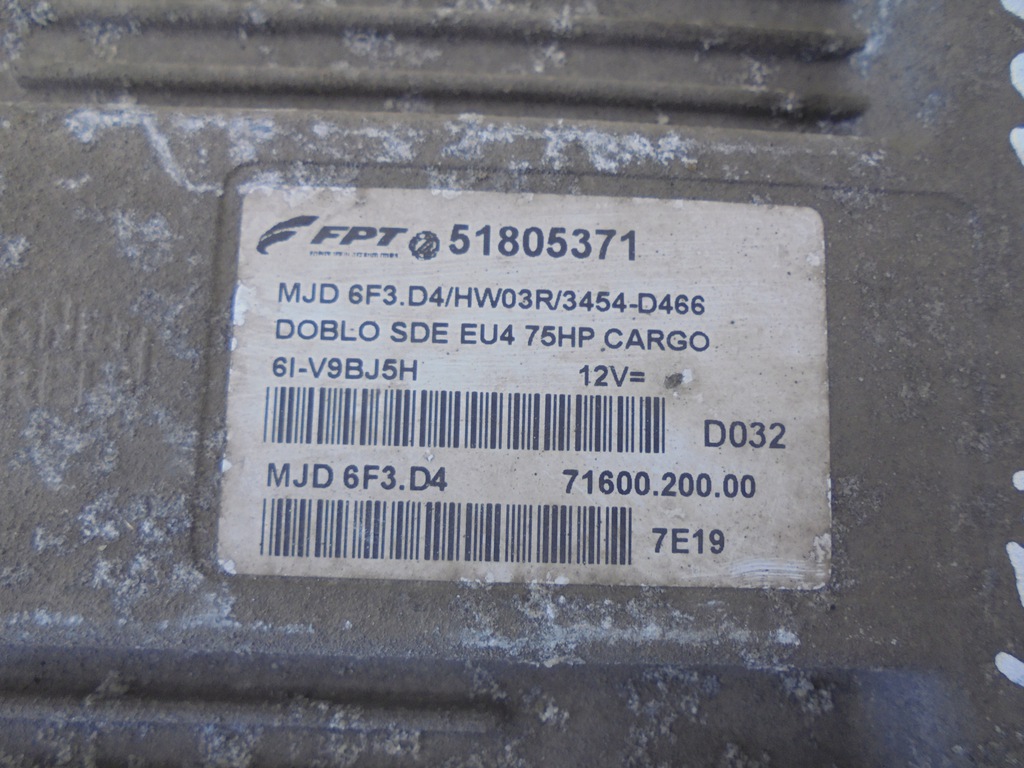 FPT 51805371
MJD 6F3.D4/HW03R/3454-D466
DOBLO SDE EU4 75HP CARGO
6I-V9BJ5H 12V=
D032
MJD 6F3.D4 71600.200.00
7E19